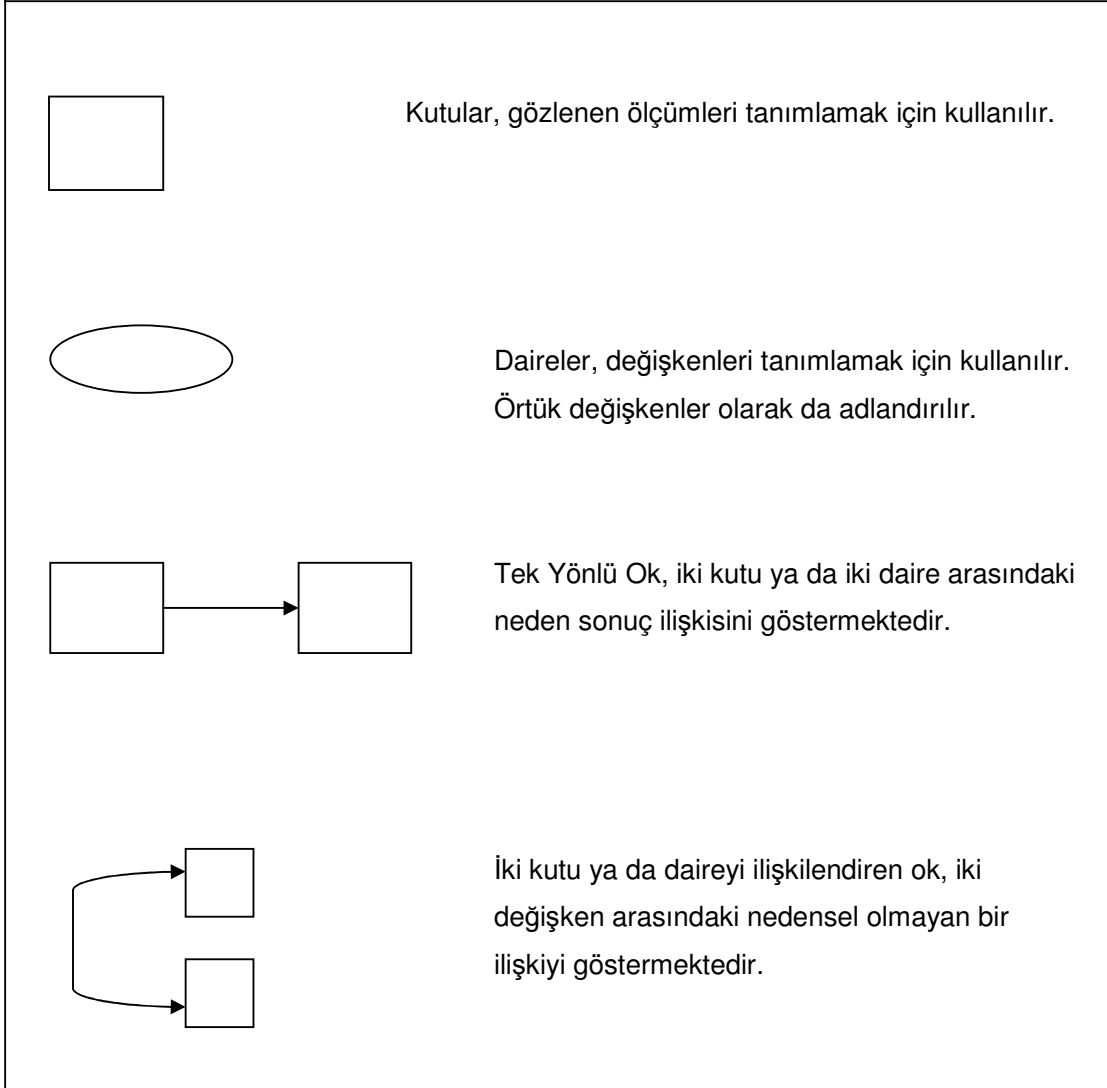 Kutular, gözlenen ölçümleri tanımlamak için kullanılır.
Daireler, değişkenleri tanımlamak için kullanılır.
Örtük değişkenler olarak da adlandırılır.
Tek Yönlü Ok, iki kutu ya da iki daire arasındaki
neden sonuç ilişkisini göstermektedir.
İki kutu ya da daireyi ilişkilendiren ok, iki
değişken arasındaki nedensel olmayan bir
ilişkiyi göstermektedir.